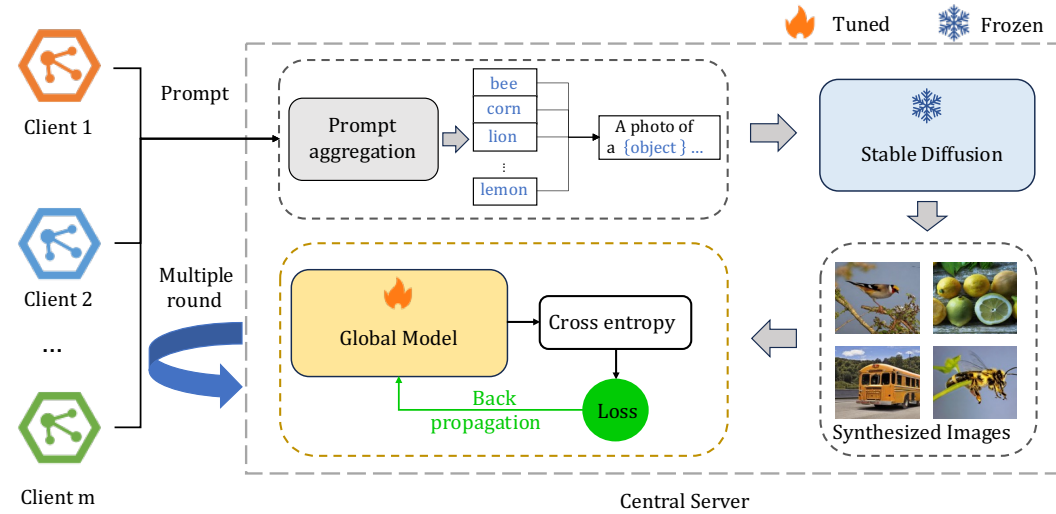 Tuned
Frozen
Client 1
Prompt
Prompt
aggregation
bee
corn
lion
⋮
lemon
A photo of
a {object} ...
Stable Diffusion
Client 2
Multiple
round
...
Global Model
Cross entropy
Back
propagation
Loss
Synthesized Images
Client m
Central Server